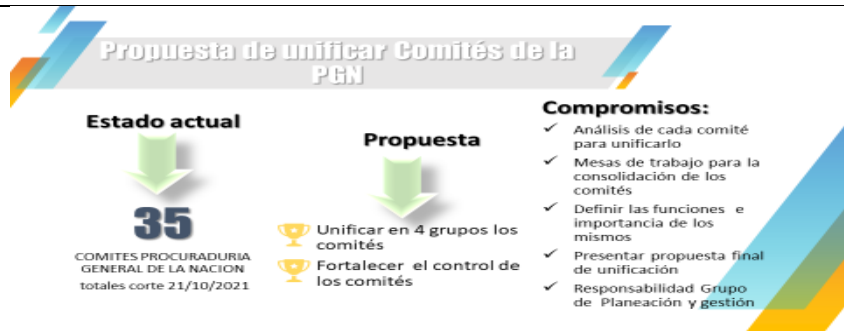 Propuesta de unificar Comités de la
PGN
Estado actual
35
COMITES PROCURADURIA
GENERAL DE LA NACION
totales corte 21/10/2021
Propuesta
Unificar en 4 grupos los
comités
Fortalecer el control de
los comités
Compromisos:
✓ Análisis de cada comité
para unificarlo
✓ Mesas de trabajo para la
consolidación de los
comités
✓ Definir las funciones e
importancia de los
mismos
✓ Presentar propuesta final
de unificación
✓ Responsabilidad Grupo
de Planeación y gestión